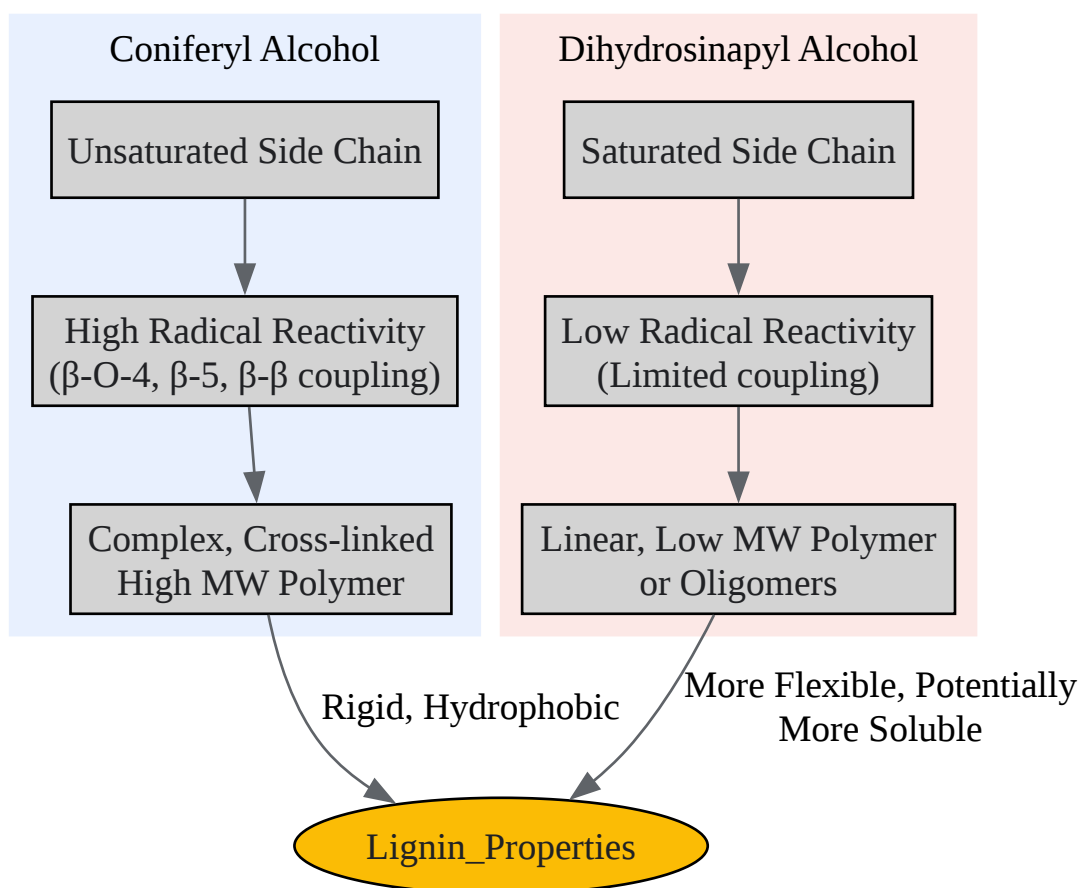 Coniferyl Alcohol
Unsaturated Side Chain
High Radical Reactivity
(β-O-4, β-5, β-β coupling)
Complex, Cross-linked
High MW Polymer
Dihydrosinapyl Alcohol
Saturated Side Chain
Low Radical Reactivity
(Limited coupling)
Linear, Low MW Polymer
or Oligomers
Rigid, Hydrophobic
More Flexible, Potentially
More Soluble
Lignin_Properties